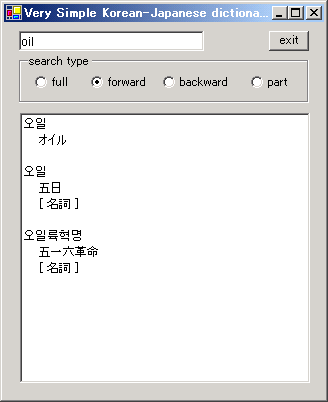 Very Simple Korean-Japanese dictiona...
oil
exit
search type
full forward backward part
오일
オイル
오일
五日
[ 名詞 ]
오일륙혁명
五一六革命
[ 名詞 ]